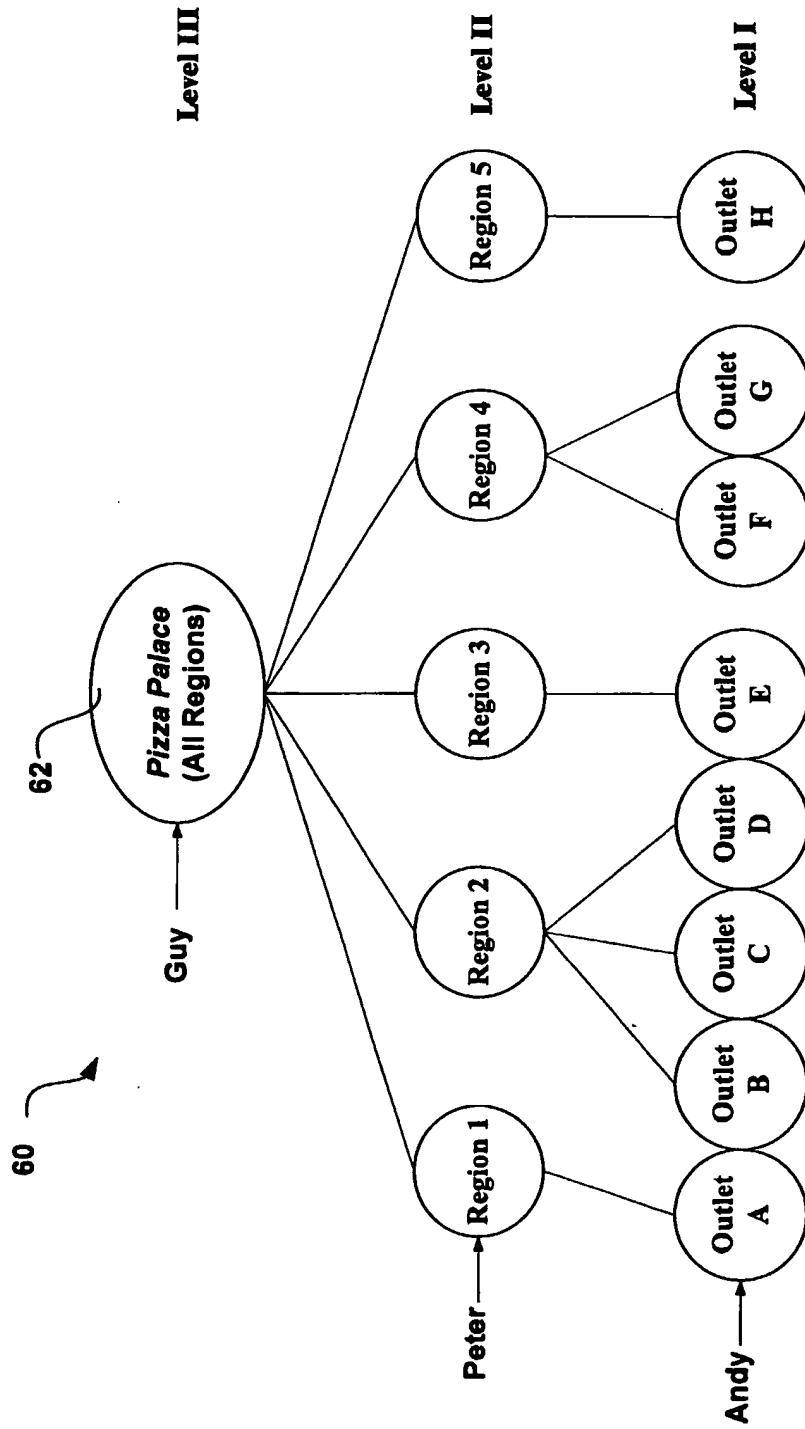 60
62
Guy
Pizza Palace
(All Regions)
Level III
Peter
Region 1
Region 2
Region 3
Region 4
Region 5
Level II
Andy
Outlet
A
Outlet
B
Outlet
C
Outlet
D
Outlet
E
Outlet
F
Outlet
G
Outlet
H
Level I